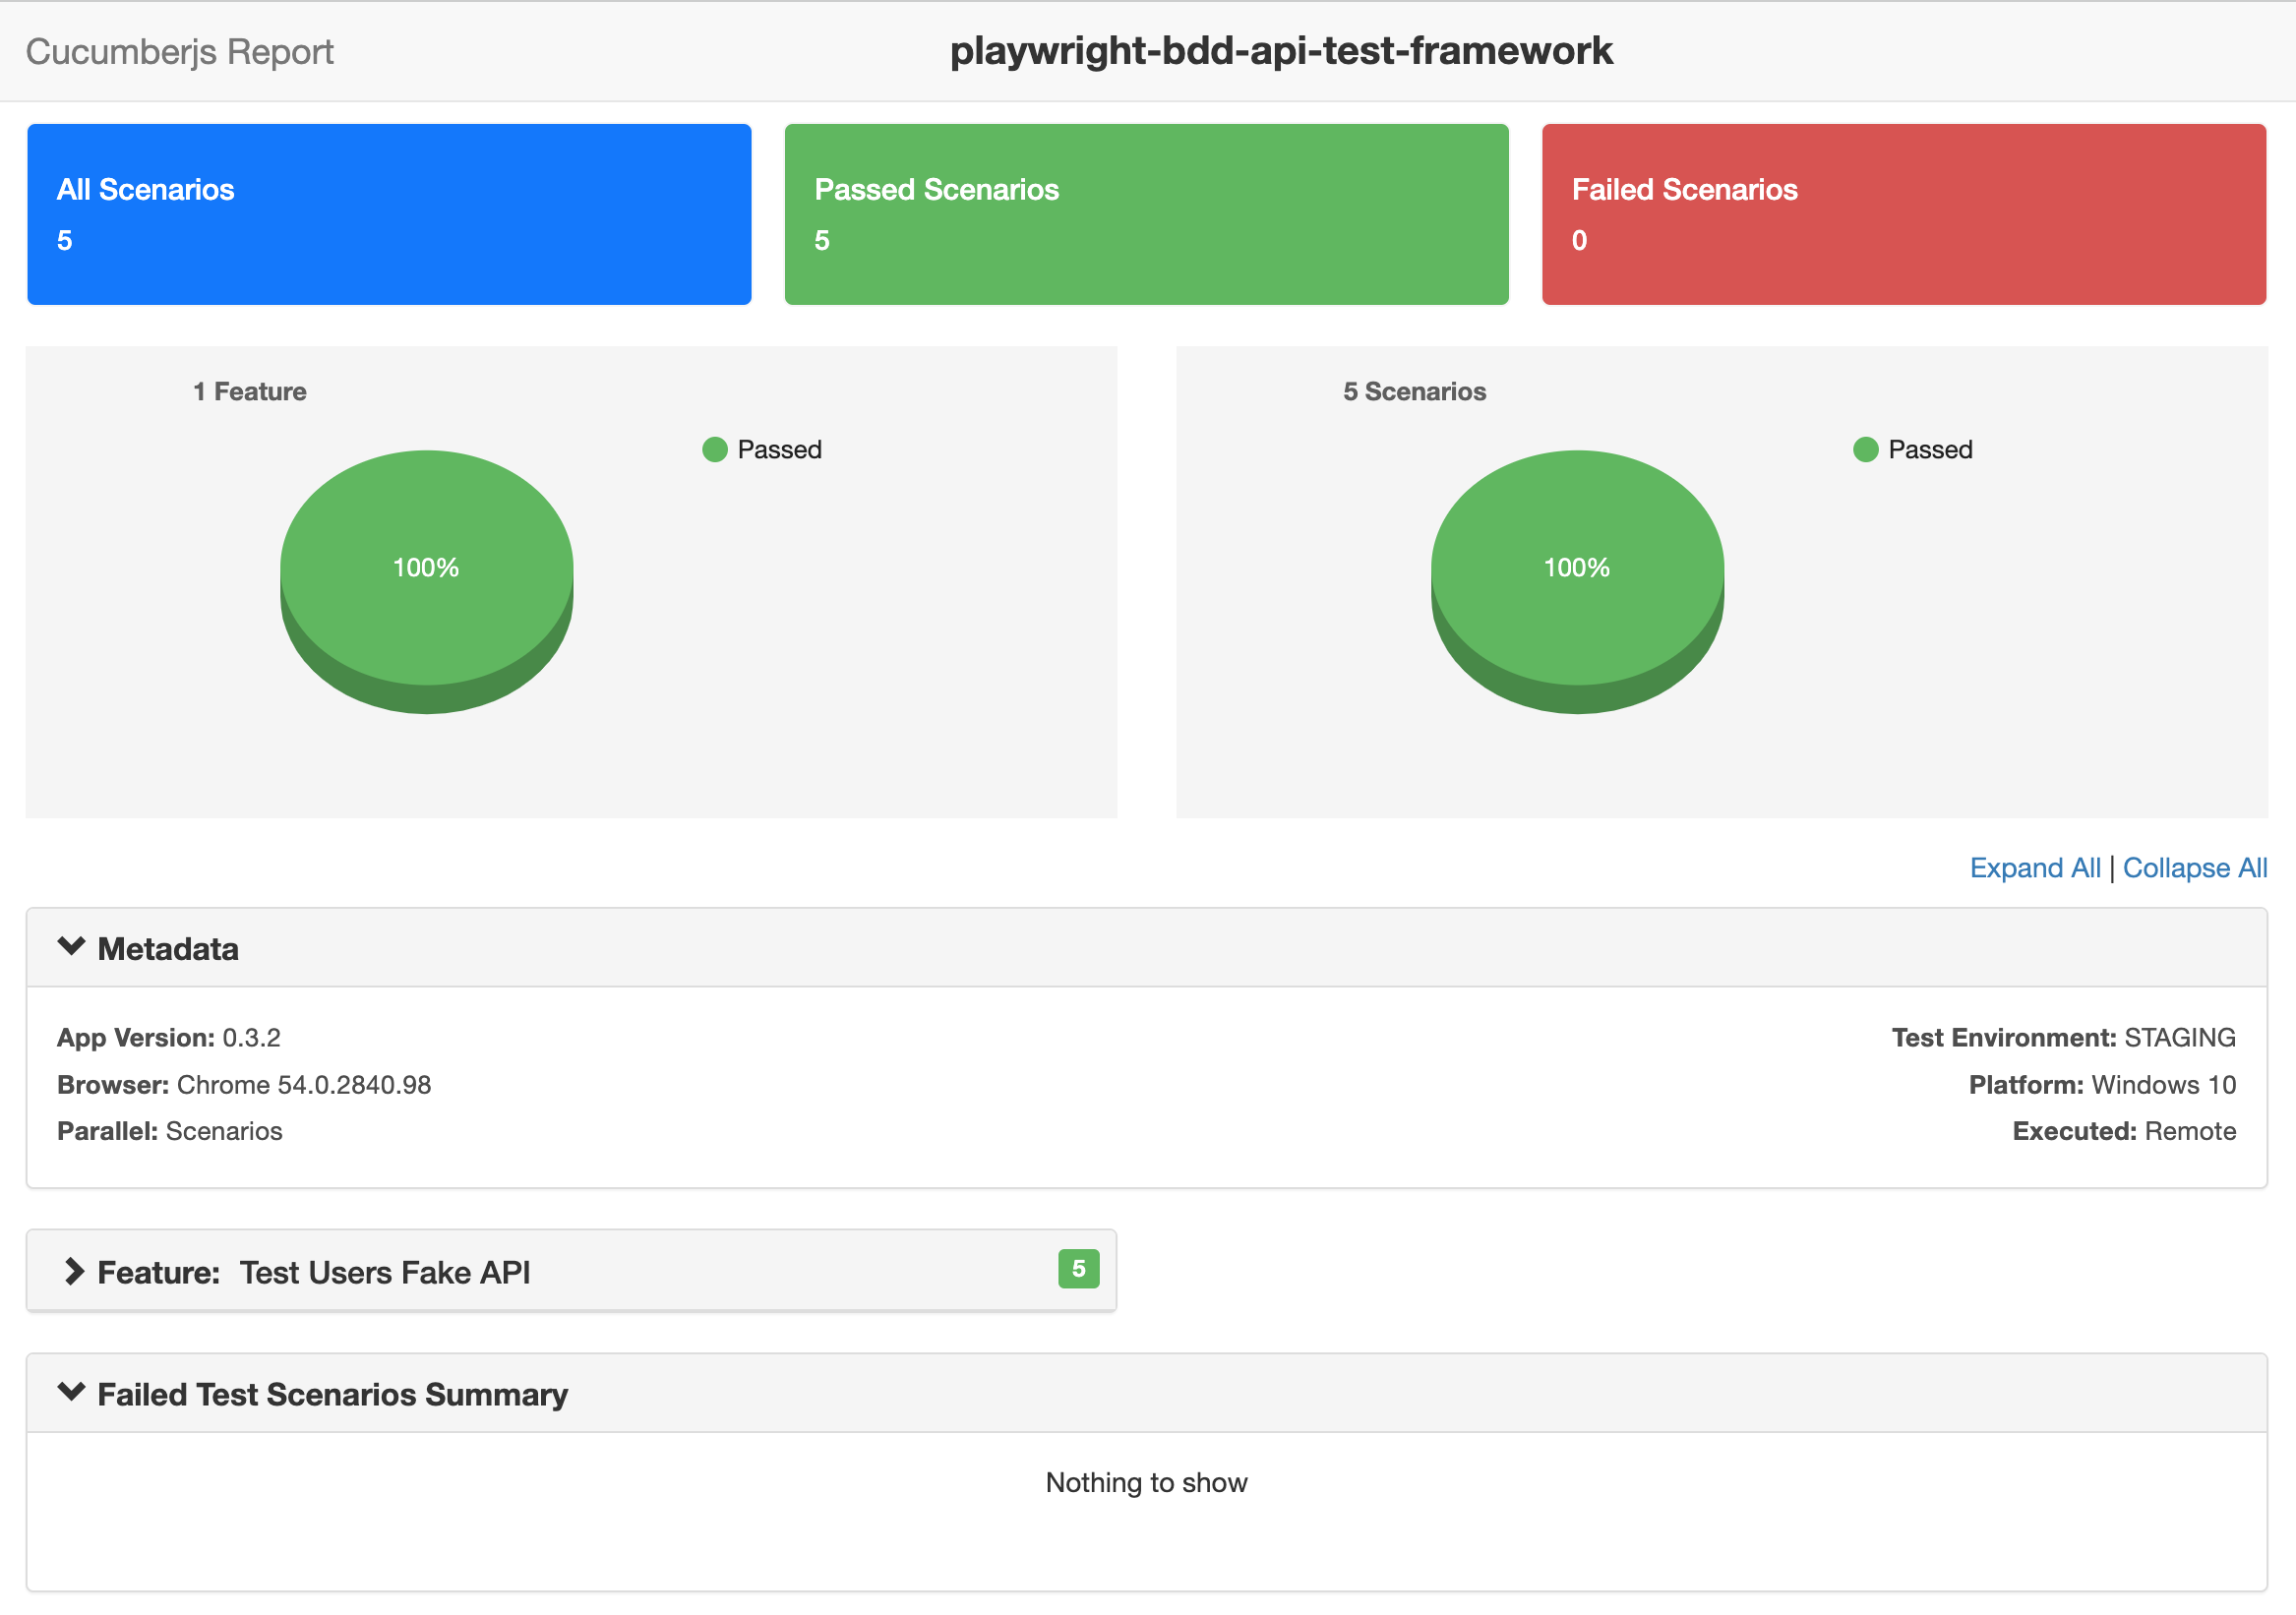 Cucumberjs Report
playwright-bdd-api-test-framework
All Scenarios
5
Passed Scenarios
5
Failed Scenarios
0
1 Feature
Passed
100%
5 Scenarios
Passed
100%
Expand All | Collapse All
Metadata
App Version: 0.3.2
Test Environment: STAGING
Browser: Chrome 54.0.2840.98
Platform: Windows 10
Parallel: Scenarios
Executed: Remote
Feature: Test Users Fake API
5
Failed Test Scenarios Summary
Nothing to show